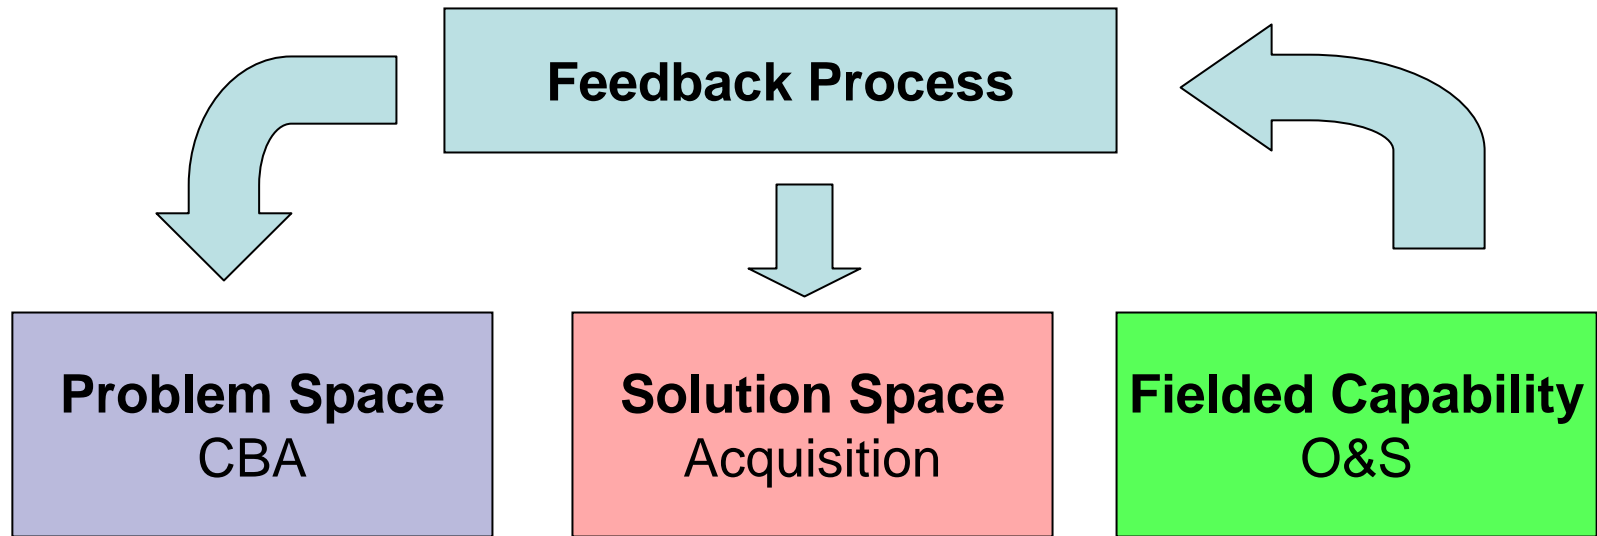 Feedback Process
Problem Space
CBA
Solution Space
Acquisition
Fielded Capability
O&S